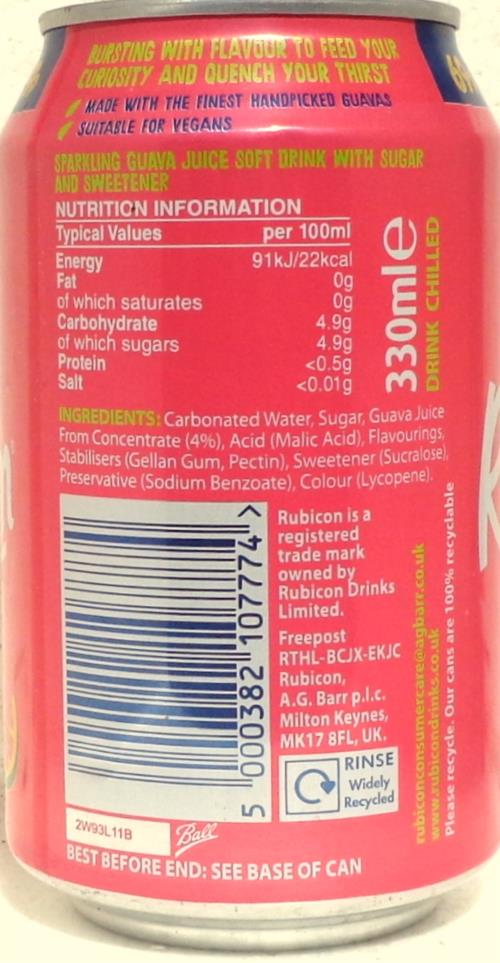 BURSTING WITH FLAVOUR TO FEED YOUR
CURIOSITY AND QUENCH YOUR THIRST
MADE WITH THE FINEST HANDPICKED GUAVAS
SUITABLE FOR VEGANS
SPARKLING GUAVA JUICE SOFT DRINK WITH SUGAR
AND SWEETENER
NUTRITION INFORMATION
Typical Values per 100ml
Energy 91kJ/22kcal
Fat 0g
of which saturates 0g
Carbohydrate 4.9g
of which sugars 4.9g
Protein <0.5g
Salt <0.01g
330ml e
DRINK CHILLED
INGREDIENTS: Carbonated Water, Sugar, Guava Juice
From Concentrate (4%), Acid (Malic Acid), Flavourings,
Stabilisers (Gellan Gum, Pectin), Sweetener (Sucralose),
Preservative (Sodium Benzoate), Colour (Lycopene).
5 000382 107774 >
Rubicon is a
registered
trade mark
owned by
Rubicon Drinks
Limited.
Freepost
RTHL-BCJX-EKJC
Rubicon,
A.G. Barr p.l.c.
Milton Keynes,
MK17 8FL, UK.
RINSE
Widely
Recycled
rubiconconsumercare@agbarr.co.uk
www.rubicondrinks.co.uk
Please recycle. Our cans are 100% recyclable
2W93L11B
Ball
BEST BEFORE END: SEE BASE OF CAN